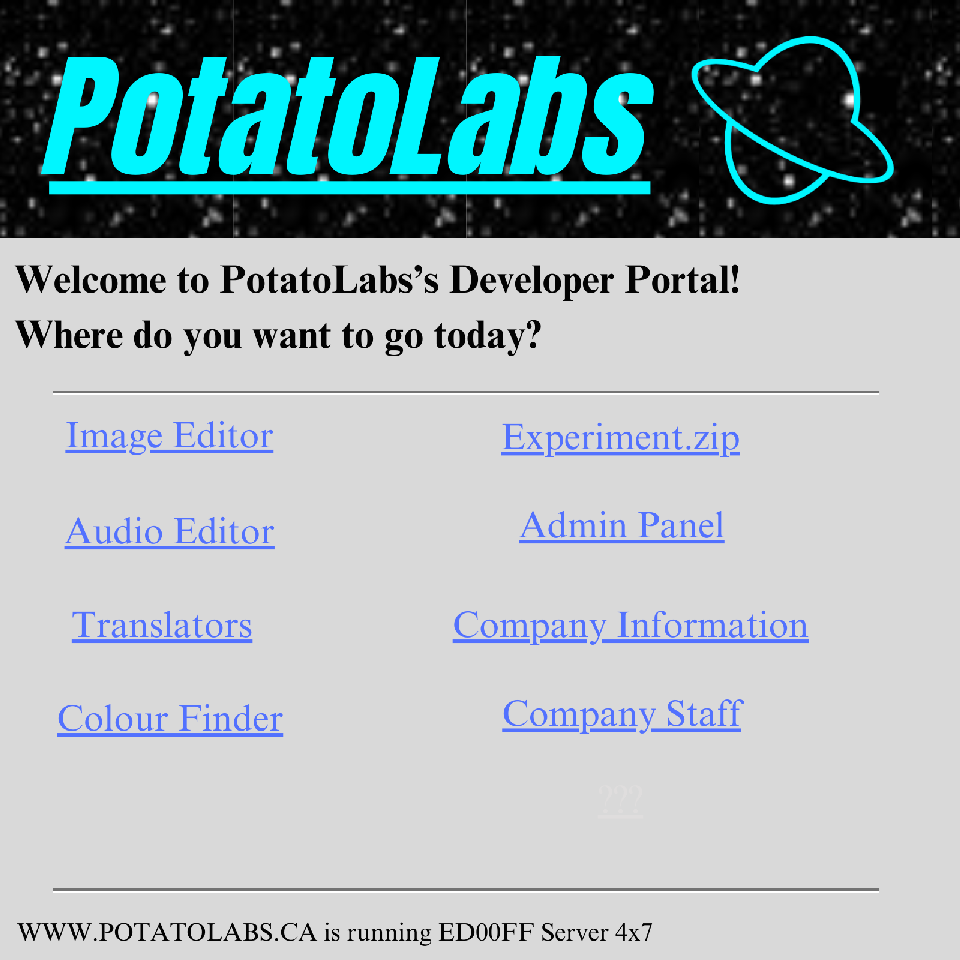 PotatoLabs
Welcome to PotatoLabs’s Developer Portal!
Where do you want to go today?
Image Editor
Experiment.zip
Audio Editor
Admin Panel
Translators
Company Information
Colour Finder
Company Staff
???
WWW.POTATOLABS.CA is running ED00FF Server 4x7